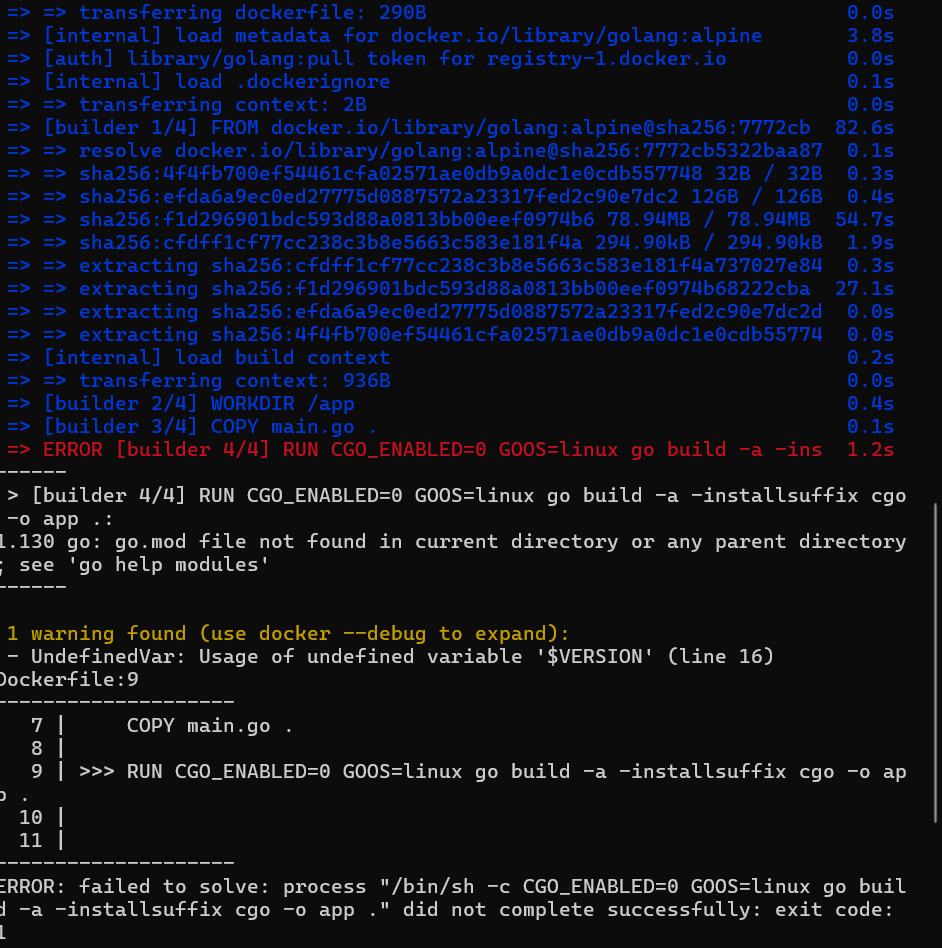 => => transferring dockerfile: 290B 0.0s
=> [internal] load metadata for docker.io/library/golang:alpine 3.8s
=> [auth] library/golang:pull token for registry-1.docker.io 0.0s
=> [internal] load .dockerignore 0.1s
=> => transferring context: 2B 0.0s
=> [builder 1/4] FROM docker.io/library/golang:alpine@sha256:7772cb 82.6s
=> => resolve docker.io/library/golang:alpine@sha256:7772cb5322baa87 0.1s
=> => sha256:4f4fb700ef54461cfa02571ae0db9a0dc1e0cdb557748 32B / 32B 0.3s
=> => sha256:efda6a9ec0ed27775d0887572a23317fed2c90e7dc2 126B / 126B 0.4s
=> => sha256:f1d296901bdc593d88a0813bb00eef0974b6 78.94MB / 78.94MB 54.7s
=> => sha256:cfdff1cf77cc238c3b8e5663c583e181f4a 294.90kB / 294.90kB 1.9s
=> => extracting sha256:cfdff1cf77cc238c3b8e5663c583e181f4a737027e84 0.3s
=> => extracting sha256:f1d296901bdc593d88a0813bb00eef0974b68222cba 27.1s
=> => extracting sha256:efda6a9ec0ed27775d0887572a23317fed2c90e7dc2d 0.0s
=> => extracting sha256:4f4fb700ef54461cfa02571ae0db9a0dc1e0cdb55774 0.0s
=> [internal] load build context 0.2s
=> => transferring context: 936B 0.0s
=> [builder 2/4] WORKDIR /app 0.4s
=> [builder 3/4] COPY main.go . 0.1s
=> ERROR [builder 4/4] RUN CGO_ENABLED=0 GOOS=linux go build -a -ins 1.2s
------
> [builder 4/4] RUN CGO_ENABLED=0 GOOS=linux go build -a -installsuffix cgo
-o app .:
1.130 go: go.mod file not found in current directory or any parent directory
; see 'go help modules'
------
1 warning found (use docker --debug to expand):
- UndefinedVar: Usage of undefined variable '$VERSION' (line 16)
Dockerfile:9
--------------------
7 | COPY main.go .
8 |
9 | >>> RUN CGO_ENABLED=0 GOOS=linux go build -a -installsuffix cgo -o ap
p .
10 |
11 |
--------------------
ERROR: failed to solve: process "/bin/sh -c CGO_ENABLED=0 GOOS=linux go buil
d -a -installsuffix cgo -o app ." did not complete successfully: exit code:
1